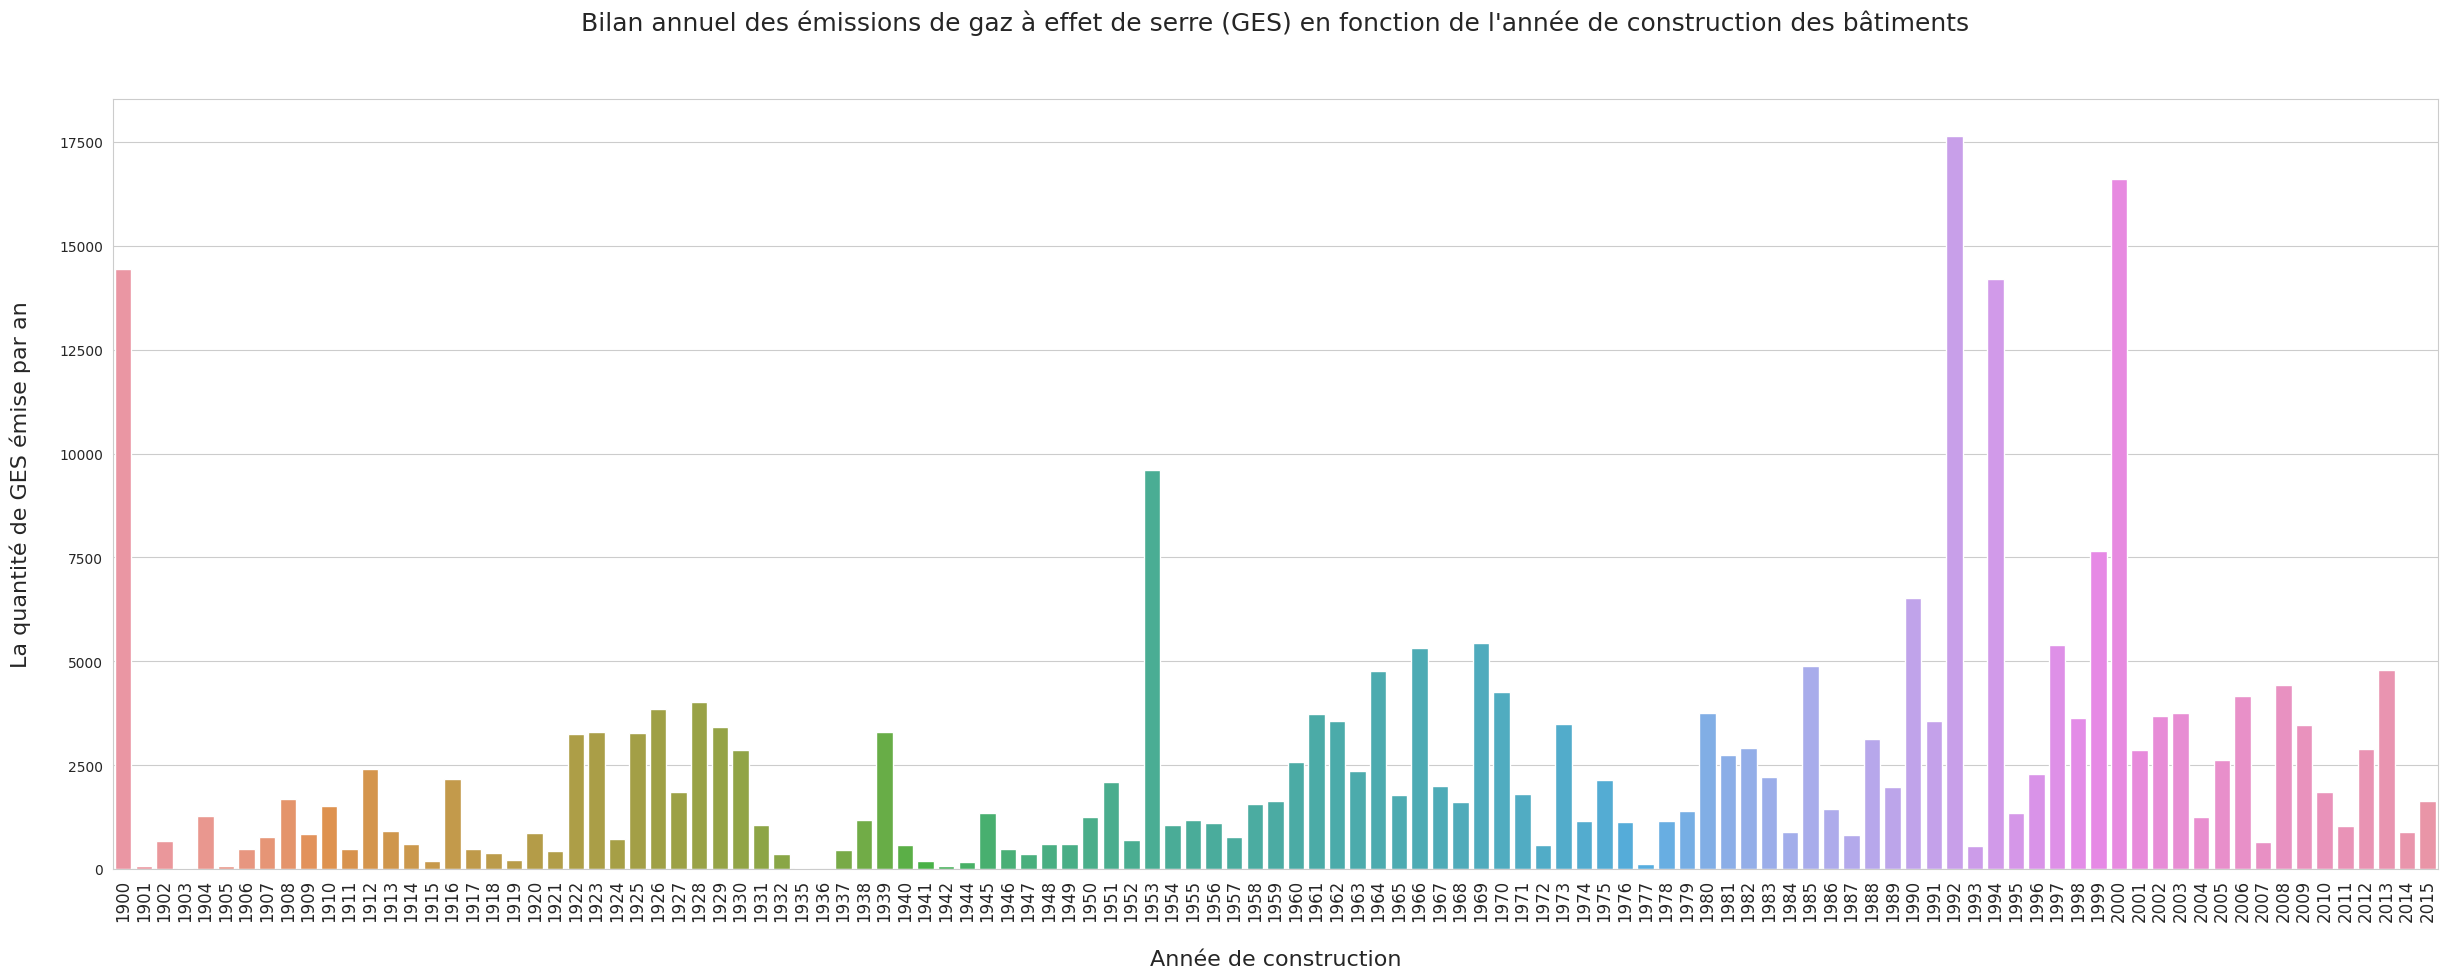 Bilan annuel des émissions de gaz à effet de serre (GES) en fonction de l'année de construction des bâtiments
La quantité de GES émise par an
17500
15000
12500
10000
7500
5000
2500
0
1900 1901 1902 1903 1904 1905 1906 1907 1908 1909 1910 1911 1912 1913 1914 1915 1916 1917 1918 1919 1920 1921 1922 1923 1924 1925 1926 1927 1928 1929 1930 1931 1932 1935 1936 1937 1938 1939 1940 1941 1942 1944 1945 1946 1947 1948 1949 1950 1951 1952 1953 1954 1955 1956 1957 1958 1959 1960 1961 1962 1963 1964 1965 1966 1967 1968 1969 1970 1971 1972 1973 1974 1975 1976 1977 1978 1979 1980 1981 1982 1983 1984 1985 1986 1987 1988 1989 1990 1991 1992 1993 1994 1995 1996 1997 1998 1999 2000 2001 2002 2003 2004 2005 2006 2007 2008 2009 2010 2011 2012 2013 2014 2015
Année de construction